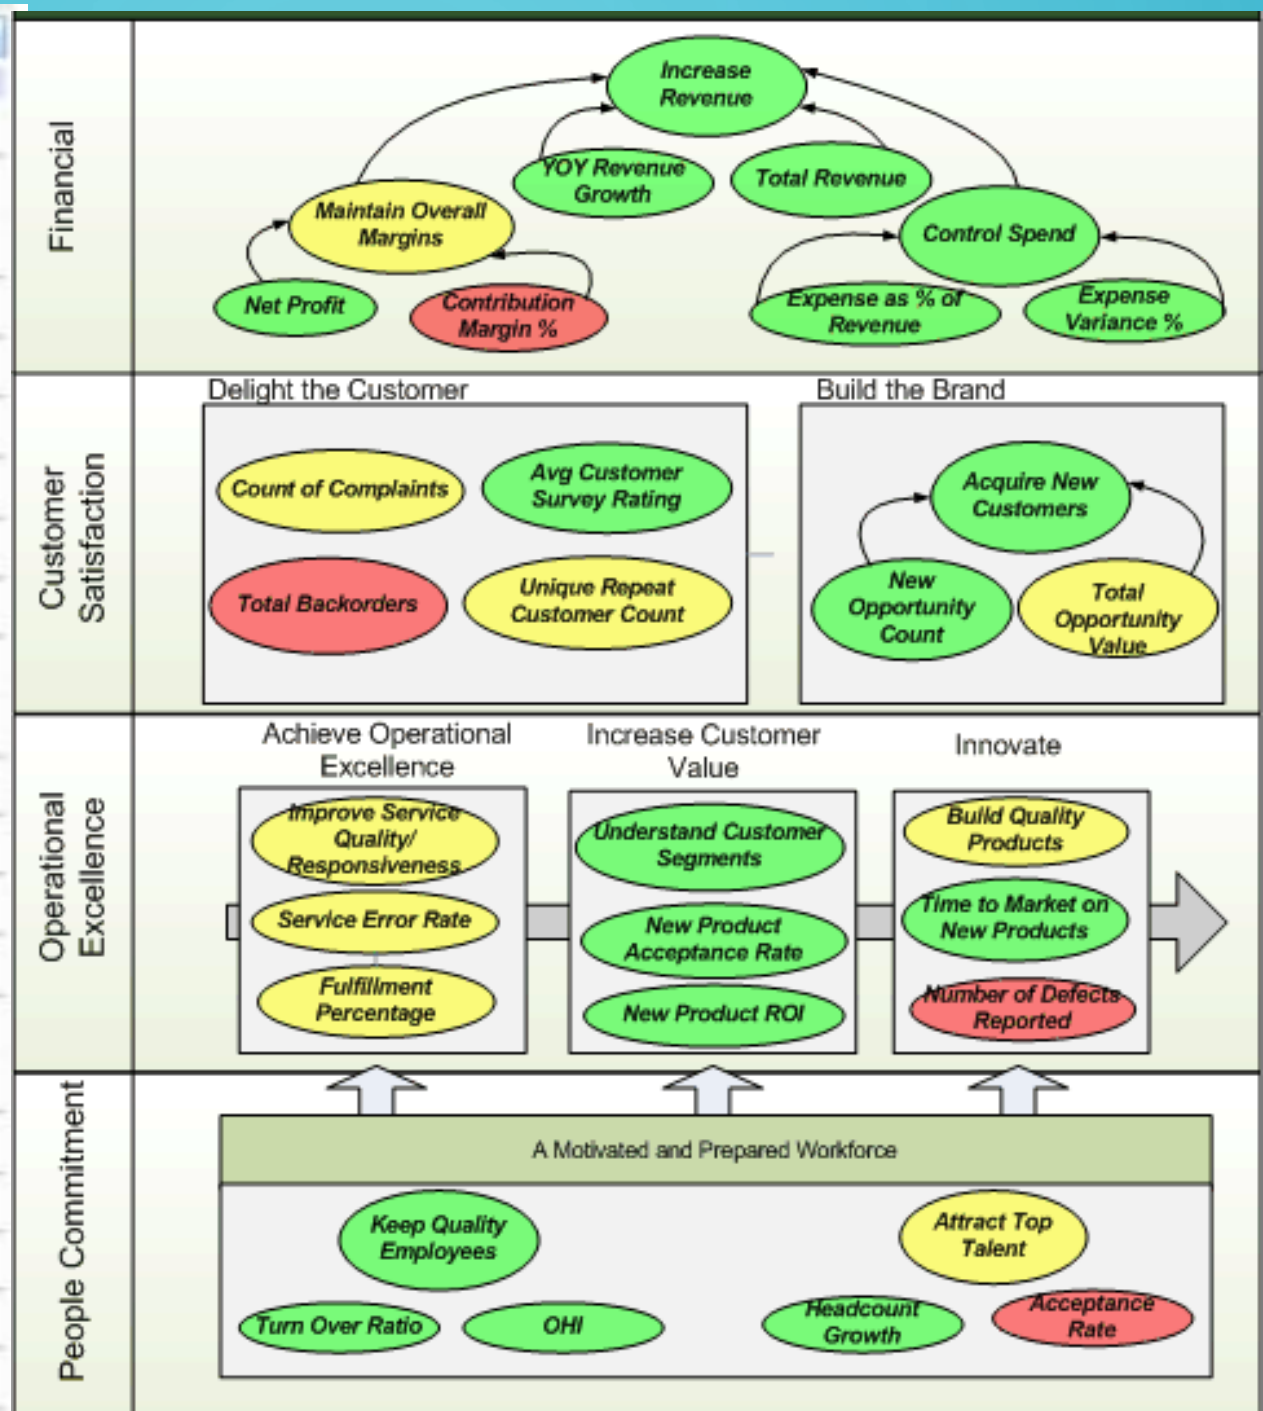 Financial
Increase
Revenue
YOY Revenue
Growth
Total Revenue
Maintain Overall
Margins
Control Spend
Net Profit
Contribution
Margin %
Expense as % of
Revenue
Expense
Variance %
Customer
Satisfaction
Delight the Customer
Count of Complaints
Avg Customer
Survey Rating
Total Backorders
Unique Repeat
Customer Count
Build the Brand
Acquire New
Customers
New
Opportunity
Count
Total
Opportunity
Value
Operational
Excellence
Achieve Operational
Excellence
Improve Service
Quality/
Responsiveness
Service Error Rate
Fulfillment
Percentage
Increase Customer
Value
Understand Customer
Segments
New Product
Acceptance Rate
New Product ROI
Innovate
Build Quality
Products
Time to Market on
New Products
Number of Defects
Reported
People Commitment
A Motivated and Prepared Workforce
Keep Quality
Employees
Turn Over Ratio
OHI
Attract Top
Talent
Headcount
Growth
Acceptance
Rate